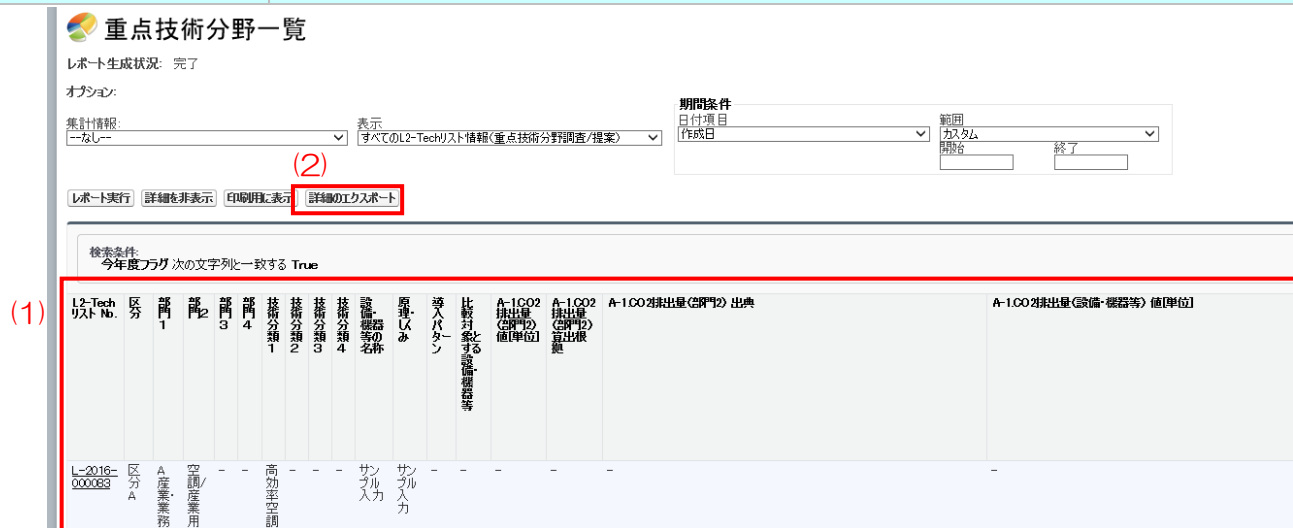 重点技術分野一覧
レポート生成状況: 完了
オプション:
集計情報:
--なし--
表示
すべてのL2-Techリスト情報(重点技術分野調査/提案)
期間条件
日付項目
作成日
範囲
カスタム
開始
終了
(2)
レポート実行
詳細を非表示
印刷用に表示
詳細のエクスポート
検索条件:
今年度フラグ 次の文字列と一致する True
(1)
L2-Tech
リスト No.
区分
部門1
部門2
部門3
部門4
技術分類1
技術分類2
技術分類3
技術分類4
設備・機器等の名称
原理・しくみ
導入パターン
比較対象とする設備・機器等
A-1.CO2
排出量
(部門2)
値[単位]
A-1.CO2
排出量
(部門2)
算出根
拠
A-1.CO2排出量(部門2) 出典
A-1.CO2排出量(設備・機器等) 値[単位]
L-2016-
000083
区分A
A産業・業務
空調/産業用
-
-
高効率空調
-
-
-
サンプル入力
サンプル入力
-
-
-
-
-
-